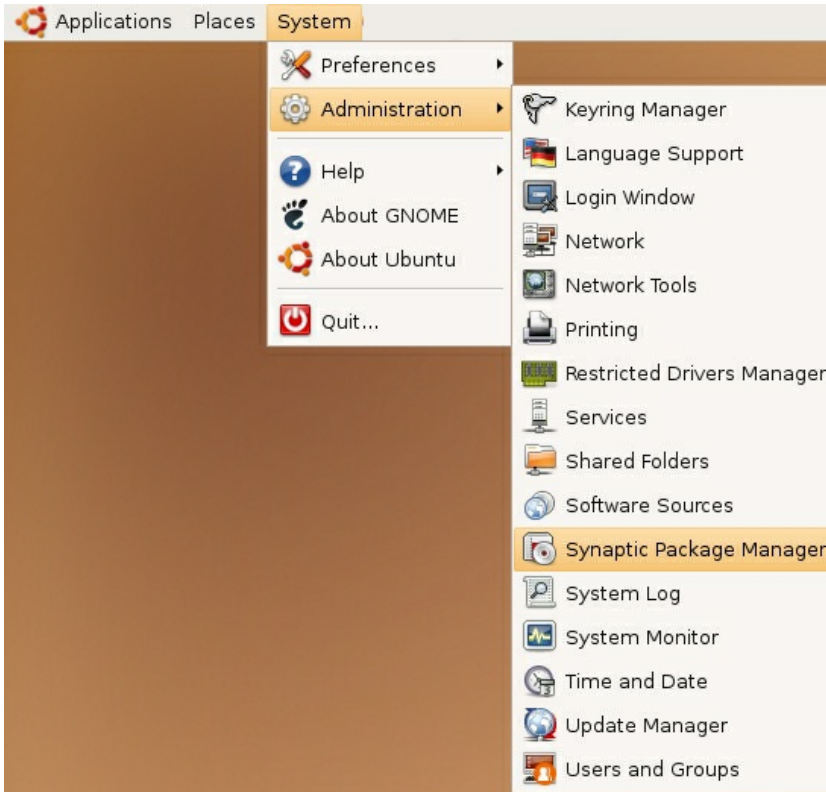 Applications Places System
Preferences
Administration
Help
About GNOME
About Ubuntu
Quit...
Keyring Manager
Language Support
Login Window
Network
Network Tools
Printing
Restricted Drivers Manager
Services
Shared Folders
Software Sources
Synaptic Package Manager
System Log
System Monitor
Time and Date
Update Manager
Users and Groups